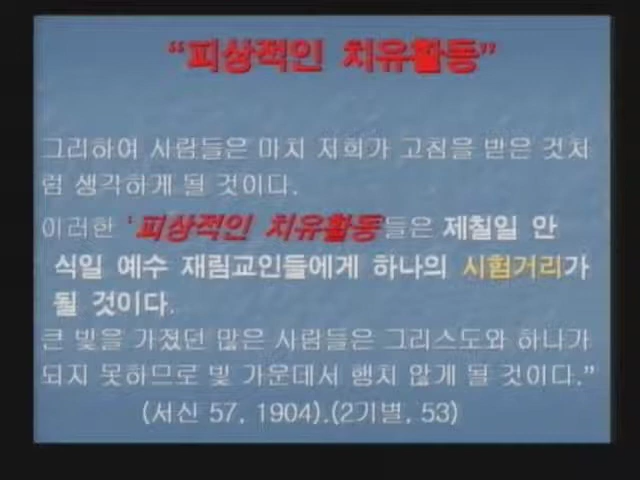 “피상적인 치유활동”
그리하여 사람들은 마치 저희가 고침을 받은 것처
럼 생각하게 될 것이다.
이러한 '피상적인 치유활동'들은 제칠일 안
식일 예수 재림교인들에게 하나의 시험거리가
될 것이다.
큰 빛을 가졌던 많은 사람들은 그리스도와 하나가
되지 못하므로 빛 가운데서 행치 않게 될 것이다.”
(서신 57, 1904).(2기별, 53)